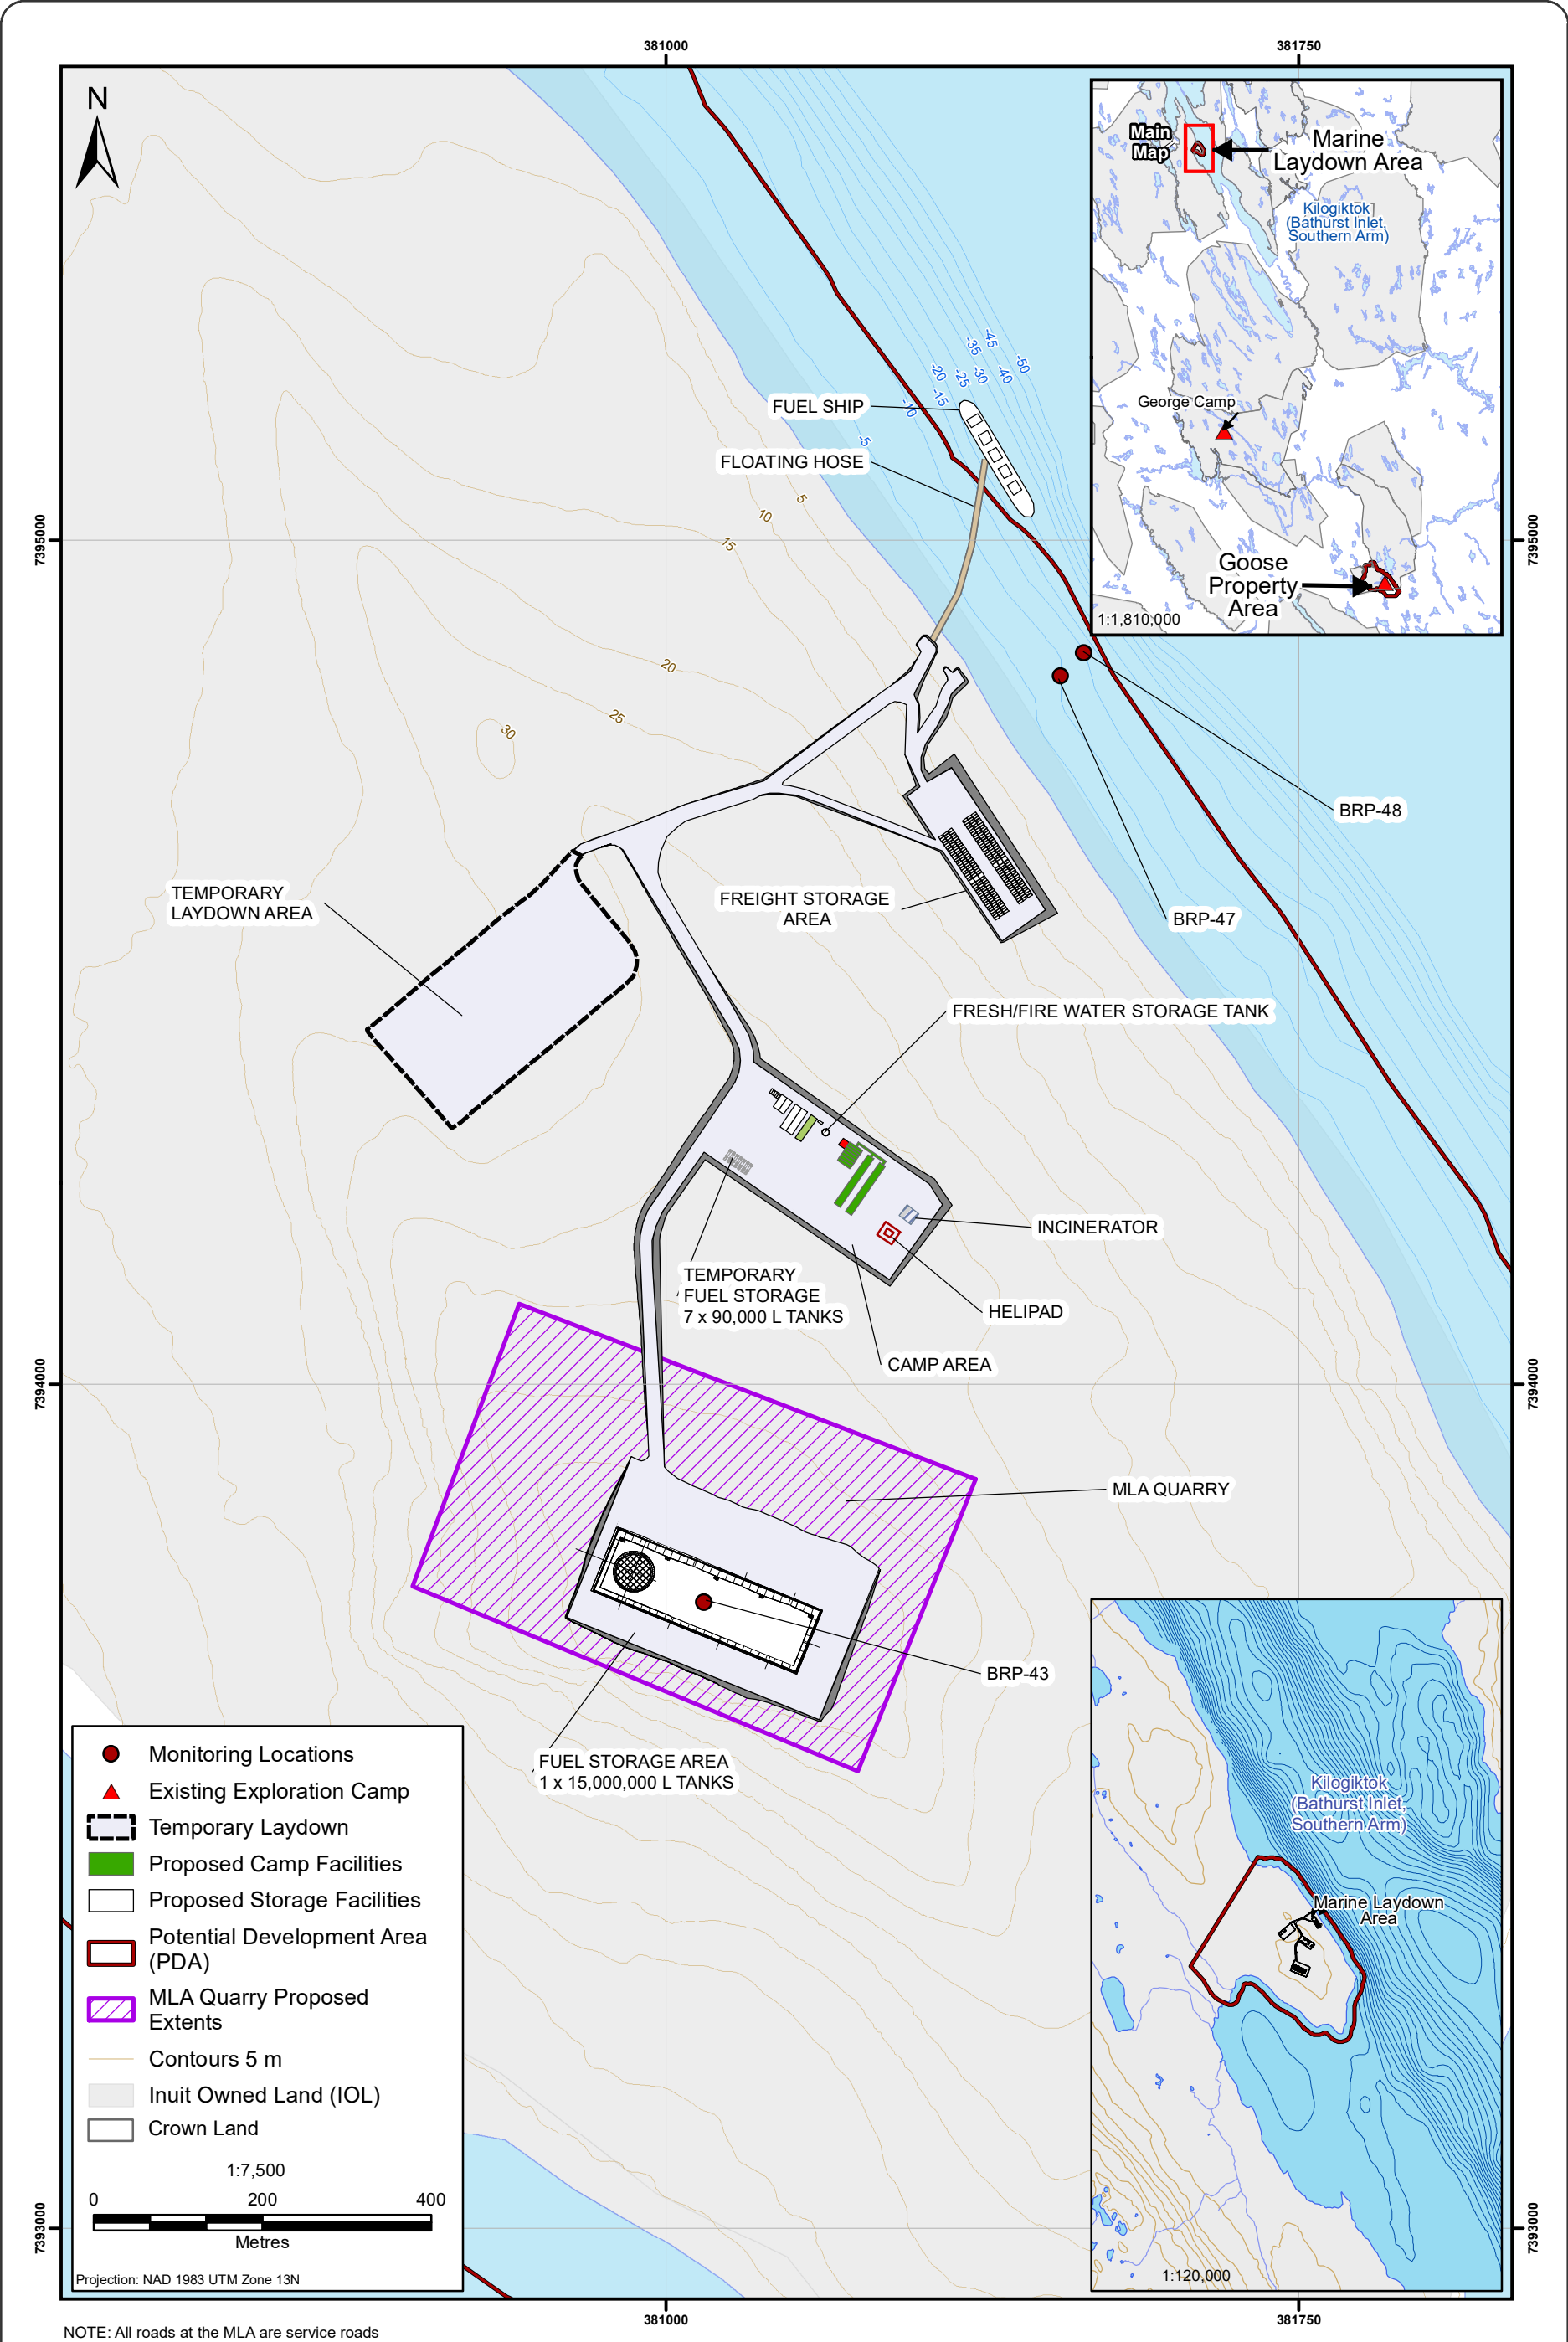 381000
381750
N
Main
Map
Marine
Laydown Area
Kilogiktok
(Bathurst Inlet,
Southern Arm)
George Camp
Goose
Property
Area
1:1,810,000
-45
-35
-50
-20
-25
-30
-40
-15
-10
-5
FUEL SHIP
FLOATING HOSE
5
10
15
7395000
7395000
20
25
30
BRP-48
BRP-47
TEMPORARY
LAYDOWN AREA
FREIGHT STORAGE
AREA
FRESH/FIRE WATER STORAGE TANK
INCINERATOR
TEMPORARY
FUEL STORAGE
7 x 90,000 L TANKS
HELIPAD
CAMP AREA
7394000
7394000
MLA QUARRY
BRP-43
FUEL STORAGE AREA
1 x 15,000,000 L TANKS
Kilogiktok
(Bathurst Inlet,
Southern Arm)
Marine Laydown
Area
1:120,000
Monitoring Locations
Existing Exploration Camp
Temporary Laydown
Proposed Camp Facilities
Proposed Storage Facilities
Potential Development Area
(PDA)
MLA Quarry Proposed
Extents
Contours 5 m
Inuit Owned Land (IOL)
Crown Land
1:7,500
0 200 400
Metres
Projection: NAD 1983 UTM Zone 13N
7393000
7393000
381000
381750
NOTE: All roads at the MLA are service roads